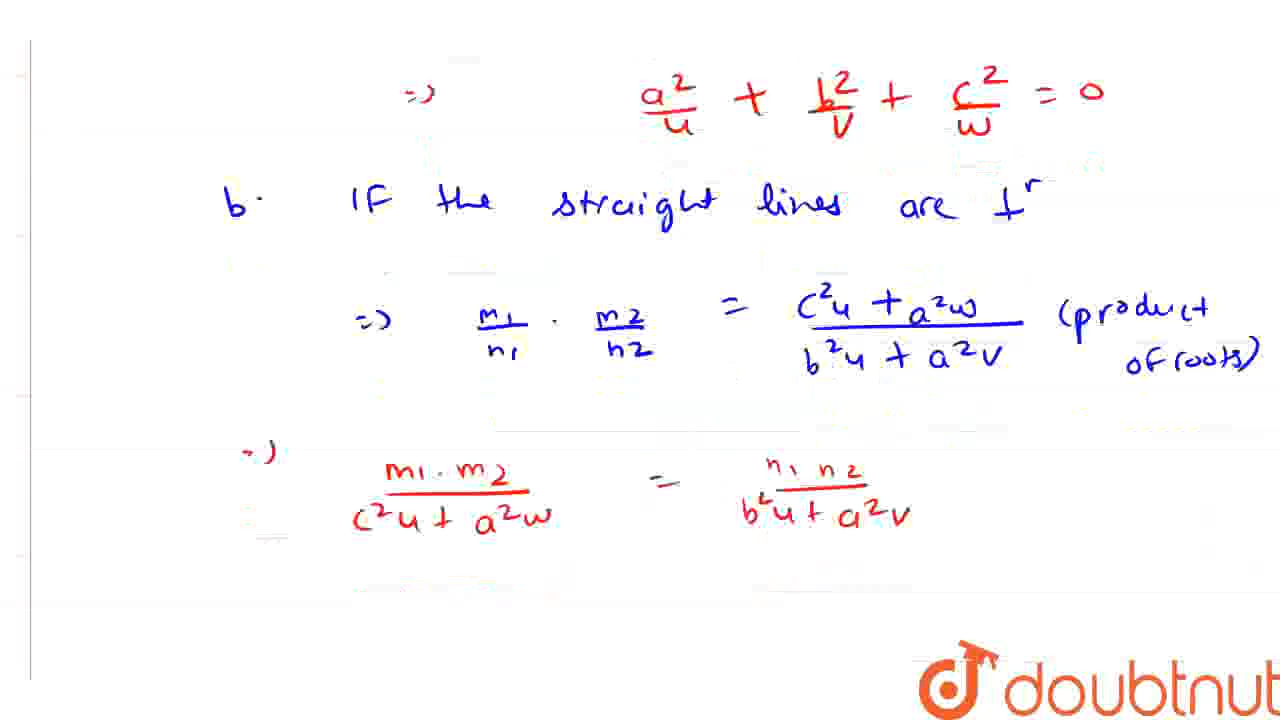 => a²/u + b²/v + c²/w = 0
b. IF the straight lines are ⊥r
=> m₁/n₁ · m₂/n₂ = c²u + a²w / b²u + a²v (product of roots)
=> m₁·m₂ / c²u + a²w = n₁ n₂ / b²u + a²v
doubtnut